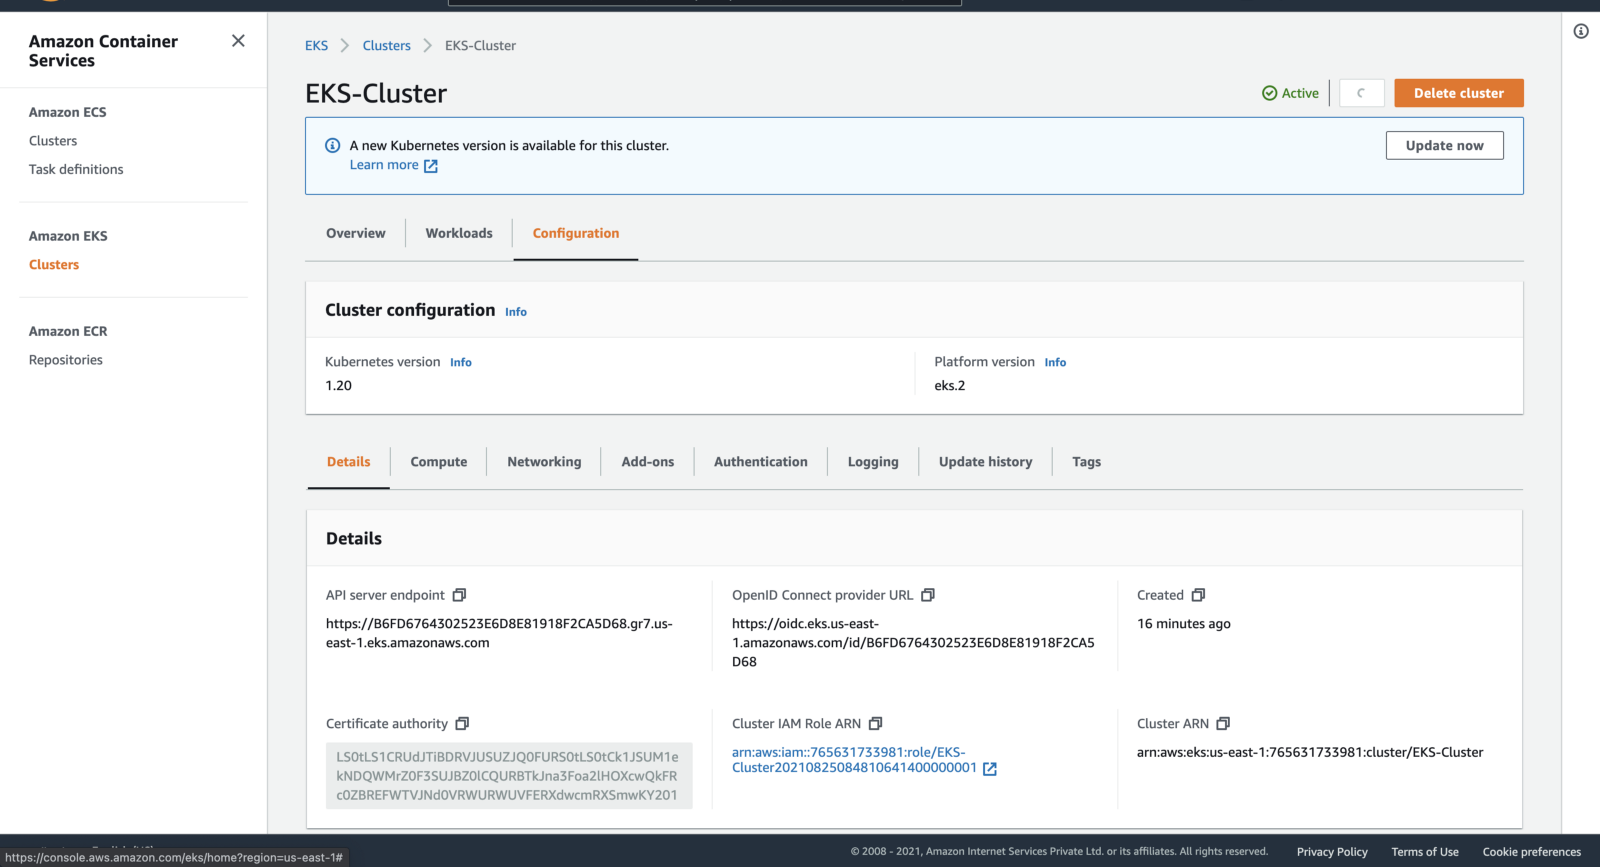 Amazon Container
Services
Amazon ECS
Clusters
Task definitions
Amazon EKS
Clusters
Amazon ECR
Repositories
EKS
Clusters
EKS-Cluster
EKS-Cluster
Active
Delete cluster
A new Kubernetes version is available for this cluster.
Learn more
Update now
Overview
Workloads
Configuration
Cluster configuration Info
Kubernetes version Info
1.20
Platform version Info
eks.2
Details
Compute
Networking
Add-ons
Authentication
Logging
Update history
Tags
Details
API server endpoint
https://B6FD6764302523E6D8E81918F2CA5D68.gr7.us-
east-1.eks.amazonaws.com
OpenID Connect provider URL
https://oidc.eks.us-east-
1.amazonaws.com/id/B6FD6764302523E6D8E81918F2CA5
D68
Created
16 minutes ago
Certificate authority
LS0tLS1CRUdJTiBDRVJUSUZJQ0FURS0tLS0tCk1JSUM1e
kNDQWMrZ0F3SUJBZ0lCQURBTkJna3Foa2lHOXcwQkFR
c0ZBREFWTVJNd0VRWURWUVFERXdwcmRXSmwKY201
Cluster IAM Role ARN
arn:aws:iam::765631733981:role/EKS-
Cluster20210825084810641400000001
Cluster ARN
arn:aws:eks:us-east-1:765631733981:cluster/EKS-Cluster
https://console.aws.amazon.com/eks/home?region=us-east-1#
© 2008 - 2021, Amazon Internet Services Private Ltd. or its affiliates. All rights reserved.
Privacy Policy
Terms of Use
Cookie preferences